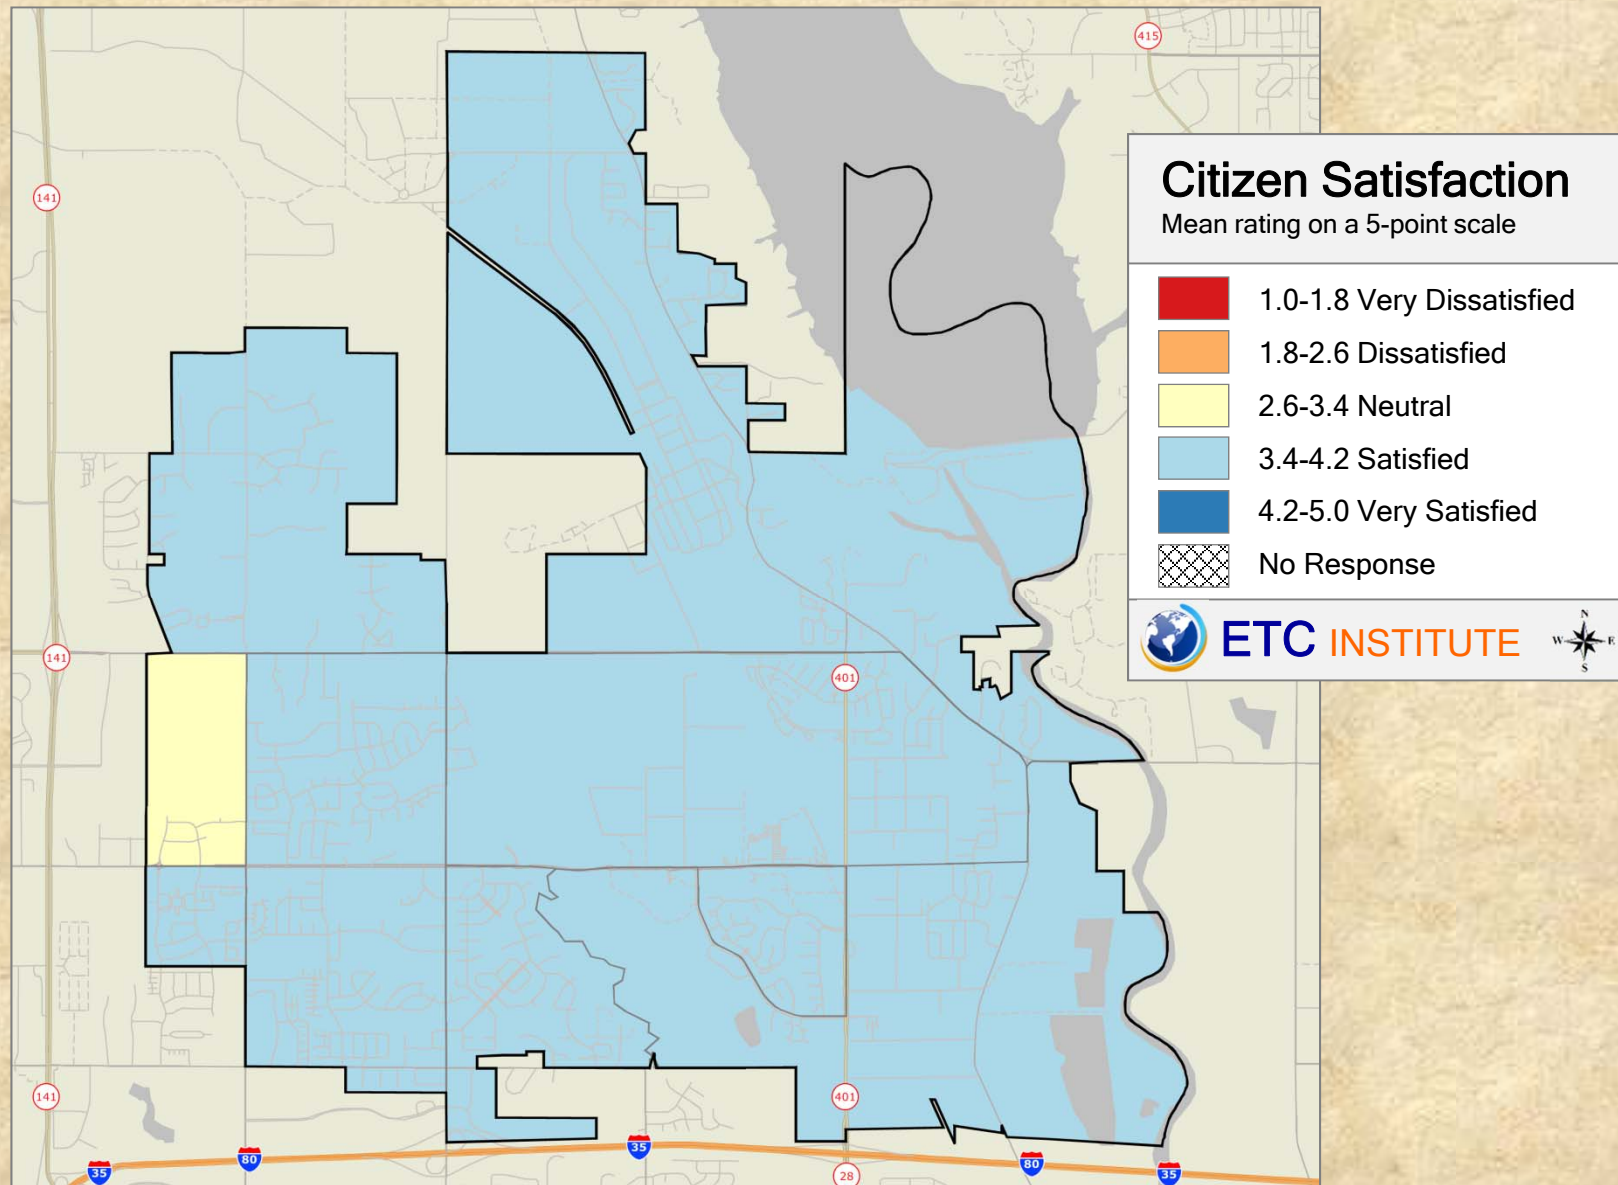 415
141
Citizen Satisfaction
Mean rating on a 5-point scale
1.0-1.8 Very Dissatisfied
1.8-2.6 Dissatisfied
2.6-3.4 Neutral
3.4-4.2 Satisfied
4.2-5.0 Very Satisfied
No Response
ETC INSTITUTE
N
W E
S
141
401
141
401
35
80
35
80
35
28